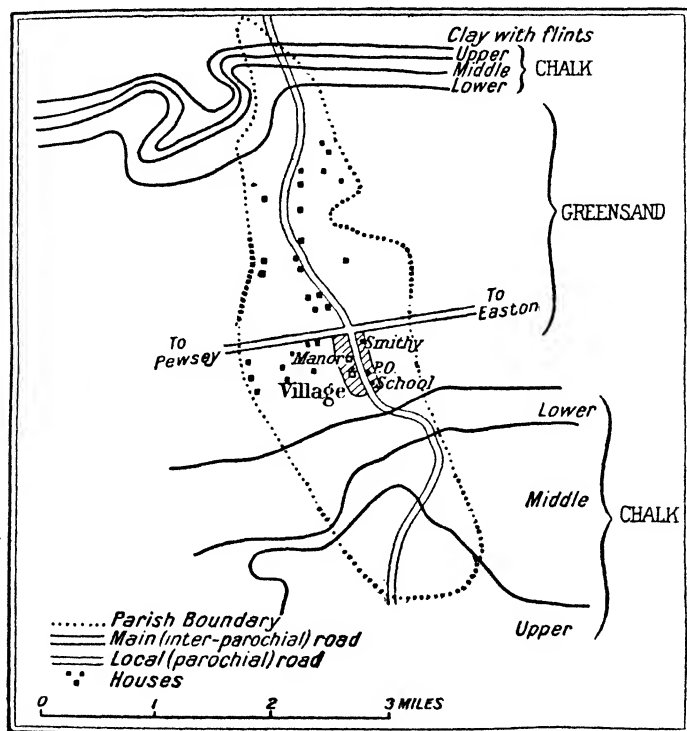 Clay with flints
Upper
Middle
Lower
CHALK
GREENSAND
To
Easton
To
Pewsey
Smithy
Manor
P.O.
School
Village
Lower
Middle
CHALK
Upper
Parish Boundary
Main (inter-parochial) road
Local (parochial) road
Houses
0 1 2 3 MILES